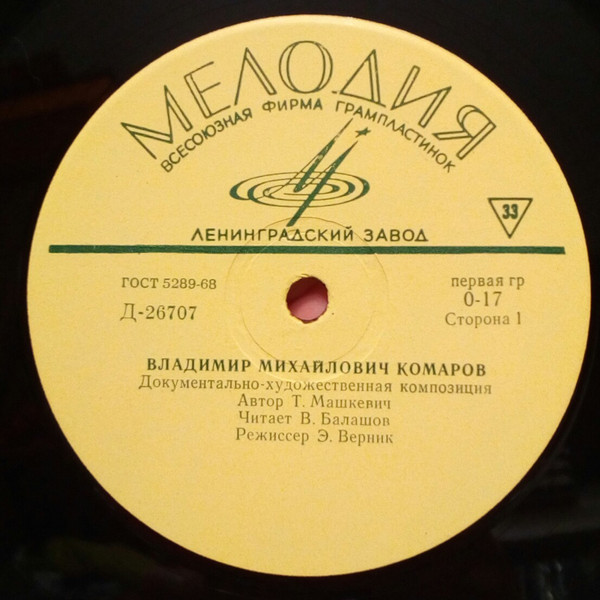 МЕЛОДИЯ
ВСЕСОЮЗНАЯ ФИРМА ГРАМПЛАСТИНОК
ЛЕНИНГРАДСКИЙ ЗАВОД
33
ГОСТ 5289-68
Д-26707
первая гр
0-17
Сторона 1
ВЛАДИМИР МИХАЙЛОВИЧ КОМАРОВ
Документально-художественная композиция
Автор Т. Машкевич
Читает В. Балашов
Режиссер Э. Верник